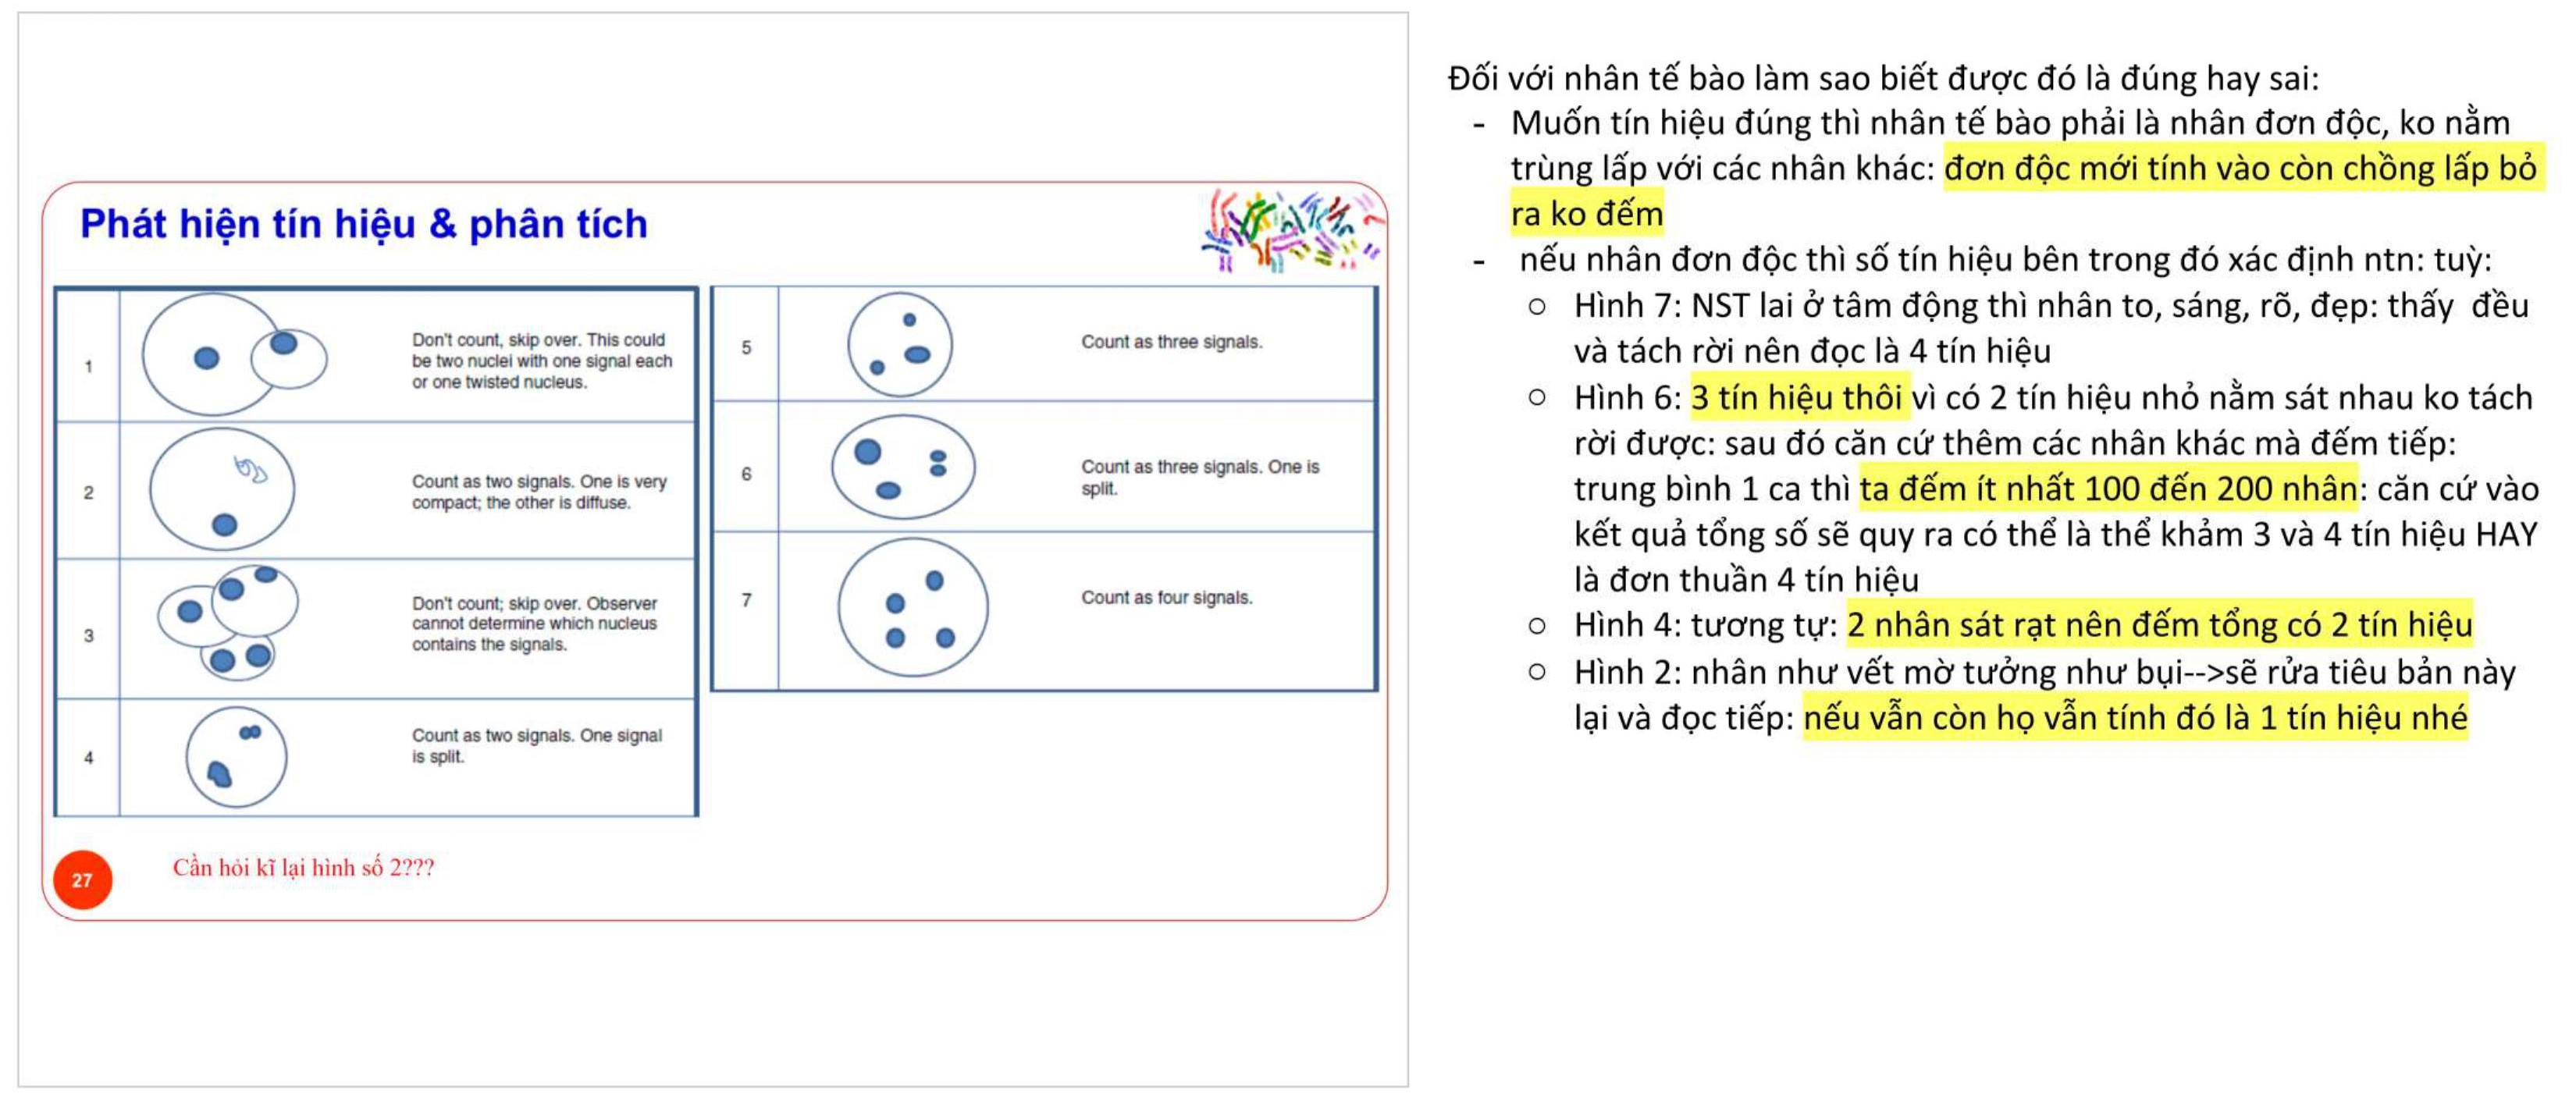 Phát hiện tín hiệu & phân tích
1
Don't count, skip over. This could
be two nuclei with one signal each
or one twisted nucleus.
2
Count as two signals. One is very
compact; the other is diffuse.
3
Don't count; skip over. Observer
cannot determine which nucleus
contains the signals.
4
Count as two signals. One signal
is split.
5
Count as three signals.
6
Count as three signals. One is
split.
7
Count as four signals.
27
Cần hỏi kĩ lại hình số 2???
Đối với nhân tế bào làm sao biết được đó là đúng hay sai:
- Muốn tín hiệu đúng thì nhân tế bào phải là nhân đơn độc, ko nằm
trùng lấp với các nhân khác: đơn độc mới tính vào còn chồng lấp bỏ
ra ko đếm
- nếu nhân đơn độc thì số tín hiệu bên trong đó xác định ntn: tuỳ:
○ Hình 7: NST lai ở tâm động thì nhân to, sáng, rõ, đẹp: thấy đều
và tách rời nên đọc là 4 tín hiệu
○ Hình 6: 3 tín hiệu thôi vì có 2 tín hiệu nhỏ nằm sát nhau ko tách
rời được: sau đó căn cứ thêm các nhân khác mà đếm tiếp:
trung bình 1 ca thì ta đếm ít nhất 100 đến 200 nhân: căn cứ vào
kết quả tổng số sẽ quy ra có thể là thể khảm 3 và 4 tín hiệu HAY
là đơn thuần 4 tín hiệu
○ Hình 4: tương tự: 2 nhân sát rạt nên đếm tổng có 2 tín hiệu
○ Hình 2: nhân như vết mờ tưởng như bụi-->sẽ rửa tiêu bản này
lại và đọc tiếp: nếu vẫn còn họ vẫn tính đó là 1 tín hiệu nhé